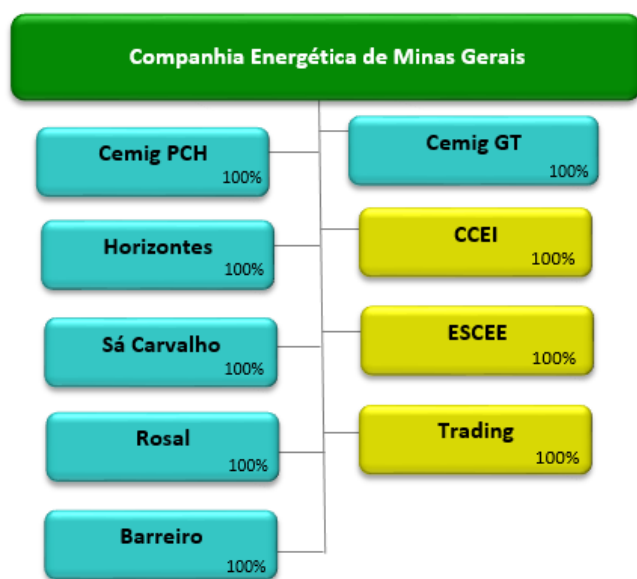 Companhia Energética de Minas Gerais
Cemig PCH
100%
Cemig GT
100%
Horizontes
100%
CCEI
100%
Sá Carvalho
100%
ESCEE
100%
Rosal
100%
Trading
100%
Barreiro
100%